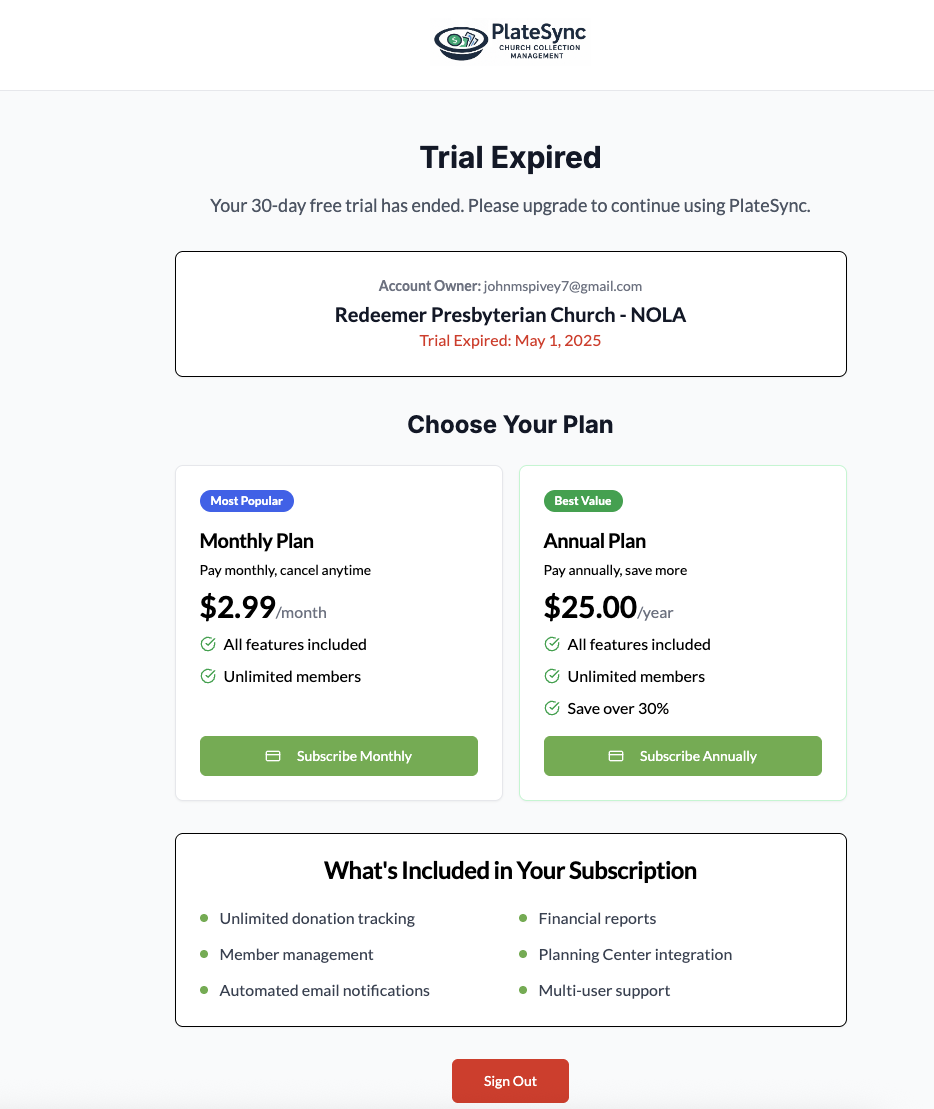 PlateSync
CHURCH COLLECTION
MANAGEMENT
Trial Expired
Your 30-day free trial has ended. Please upgrade to continue using PlateSync.
Account Owner: johnmspivey7@gmail.com
Redeemer Presbyterian Church - NOLA
Trial Expired: May 1, 2025
Choose Your Plan
Most Popular
Monthly Plan
Pay monthly, cancel anytime
$2.99/month
All features included
Unlimited members
Subscribe Monthly
Best Value
Annual Plan
Pay annually, save more
$25.00/year
All features included
Unlimited members
Save over 30%
Subscribe Annually
What's Included in Your Subscription
Unlimited donation tracking
Member management
Automated email notifications
Financial reports
Planning Center integration
Multi-user support
Sign Out